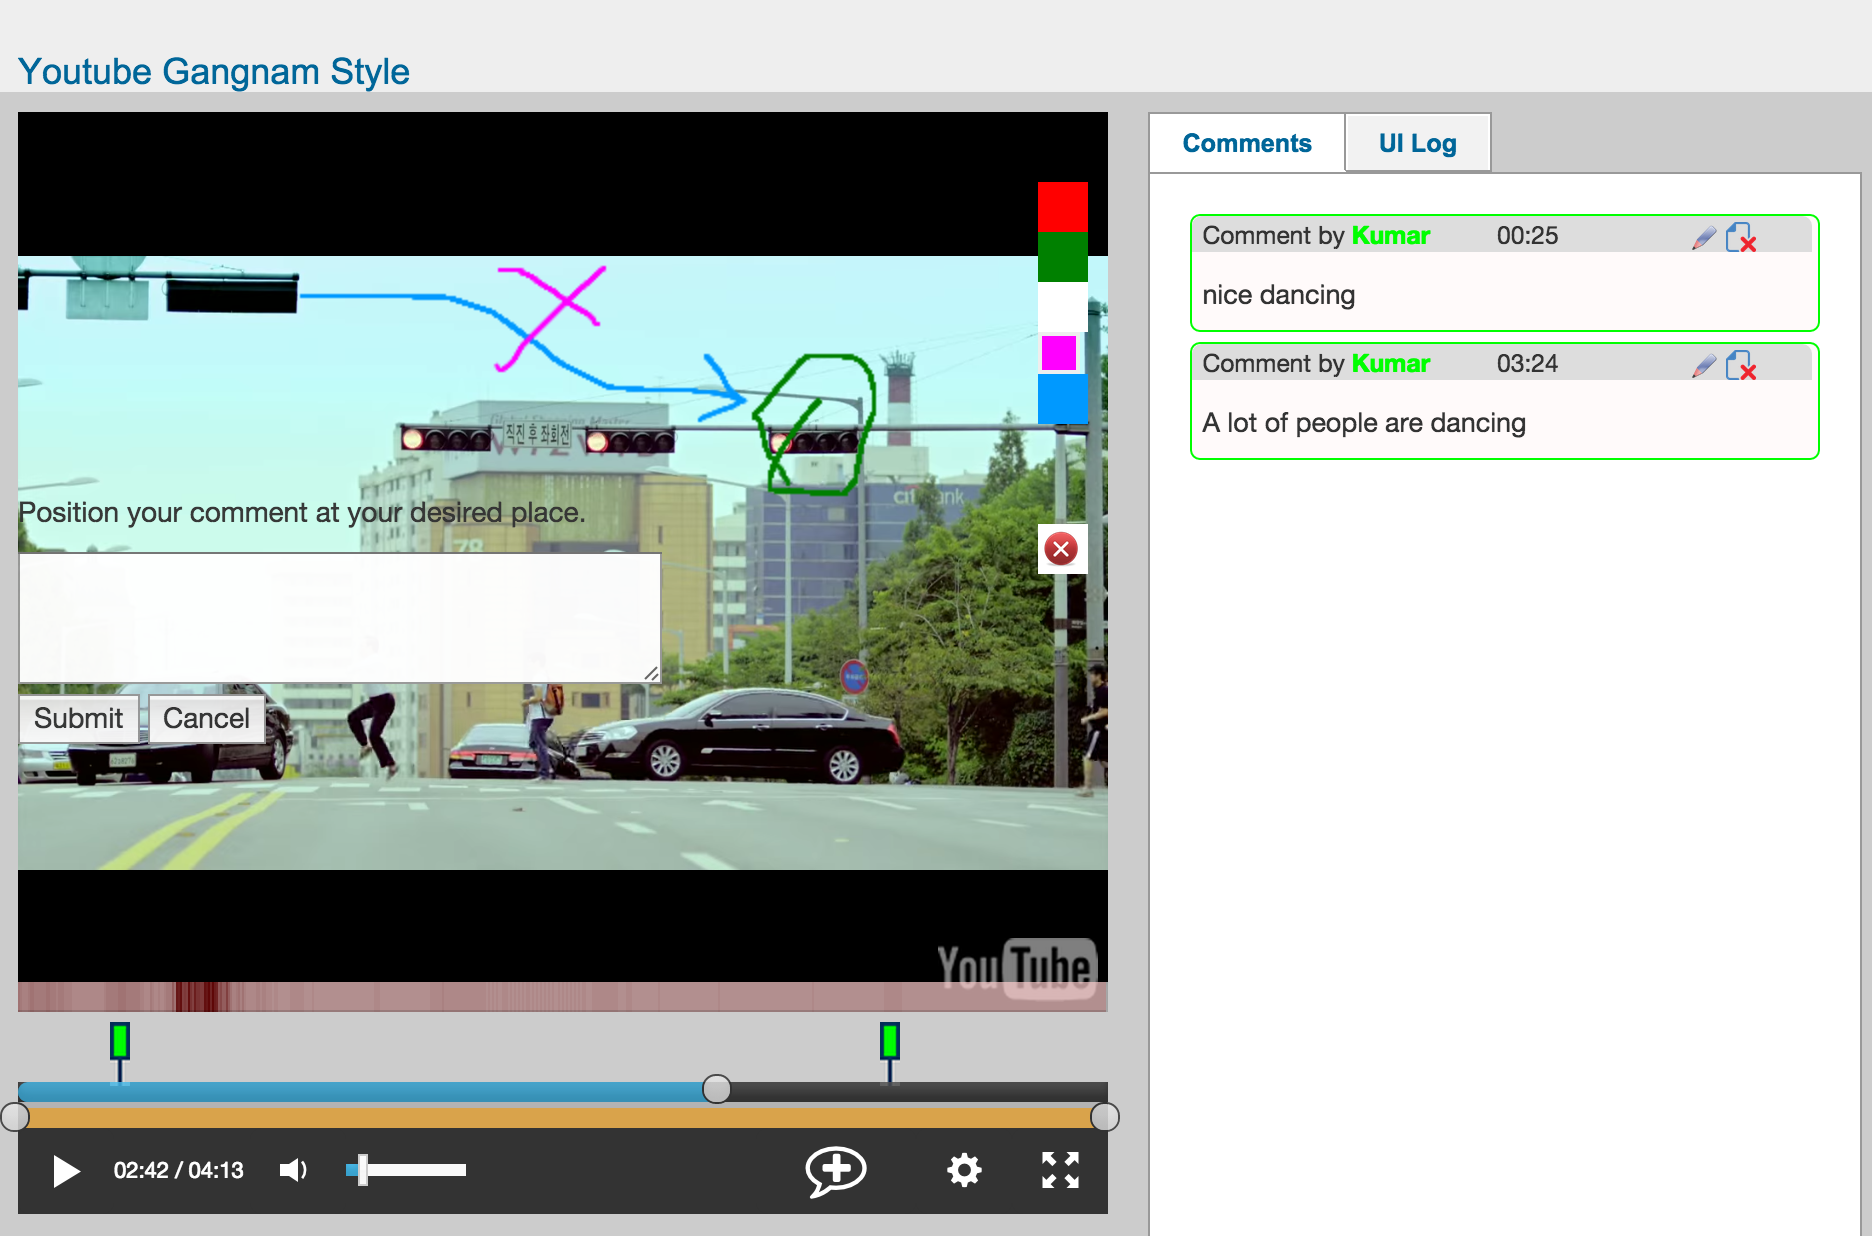 Youtube Gangnam Style
Comments
UI Log
Comment by Kumar 00:25
nice dancing
Comment by Kumar 03:24
A lot of people are dancing
직진 후 좌회전
citibank
Position your comment at your desired place.
78
Submit
Cancel
YouTube
02:42 / 04:13